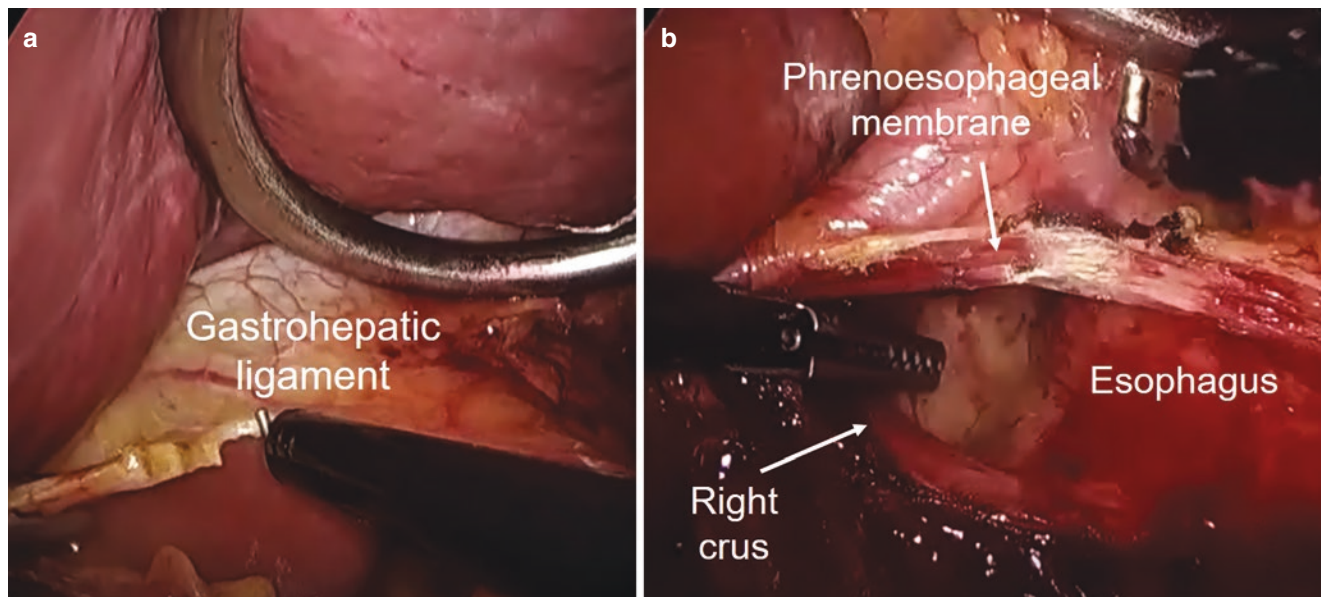 a
Gastrohepatic
ligament
b
Phrenoesophageal
membrane
Esophagus
Right
crus